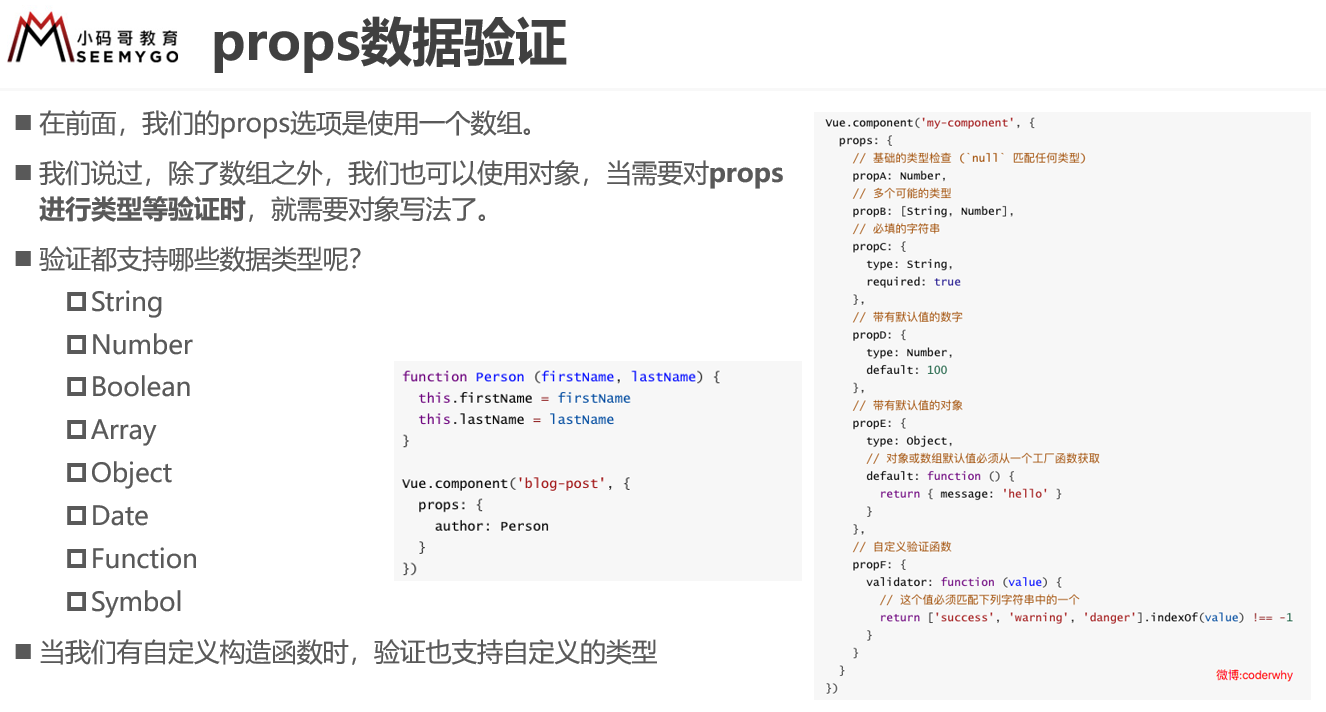 小码哥教育
SEEMYGO
props数据验证
■ 在前面，我们的props选项是使用一个数组。
■ 我们说过，除了数组之外，我们也可以使用对象，当需要对props
进行类型等验证时，就需要对象写法了。
■ 验证都支持哪些数据类型呢？
String
Number
Boolean
Array
Object
Date
Function
Symbol
■ 当我们有自定义构造函数时，验证也支持自定义的类型
function Person (firstName, lastName) {
  this.firstName = firstName
  this.lastName = lastName
}
Vue.component('blog-post', {
  props: {
    author: Person
  }
})
Vue.component('my-component', {
  props: {
    // 基础的类型检查 (`null` 匹配任何类型)
    propA: Number,
    // 多个可能的类型
    propB: [String, Number],
    // 必填的字符串
    propC: {
      type: String,
      required: true
    },
    // 带有默认值的数字
    propD: {
      type: Number,
      default: 100
    },
    // 带有默认值的对象
    propE: {
      type: Object,
      // 对象或数组默认值必须从一个工厂函数获取
      default: function () {
        return { message: 'hello' }
      }
    },
    // 自定义验证函数
    propF: {
      validator: function (value) {
        // 这个值必须匹配下列字符串中的一个
        return ['success', 'warning', 'danger'].indexOf(value) !== -1
      }
    }
  }
})
微博:coderwhy